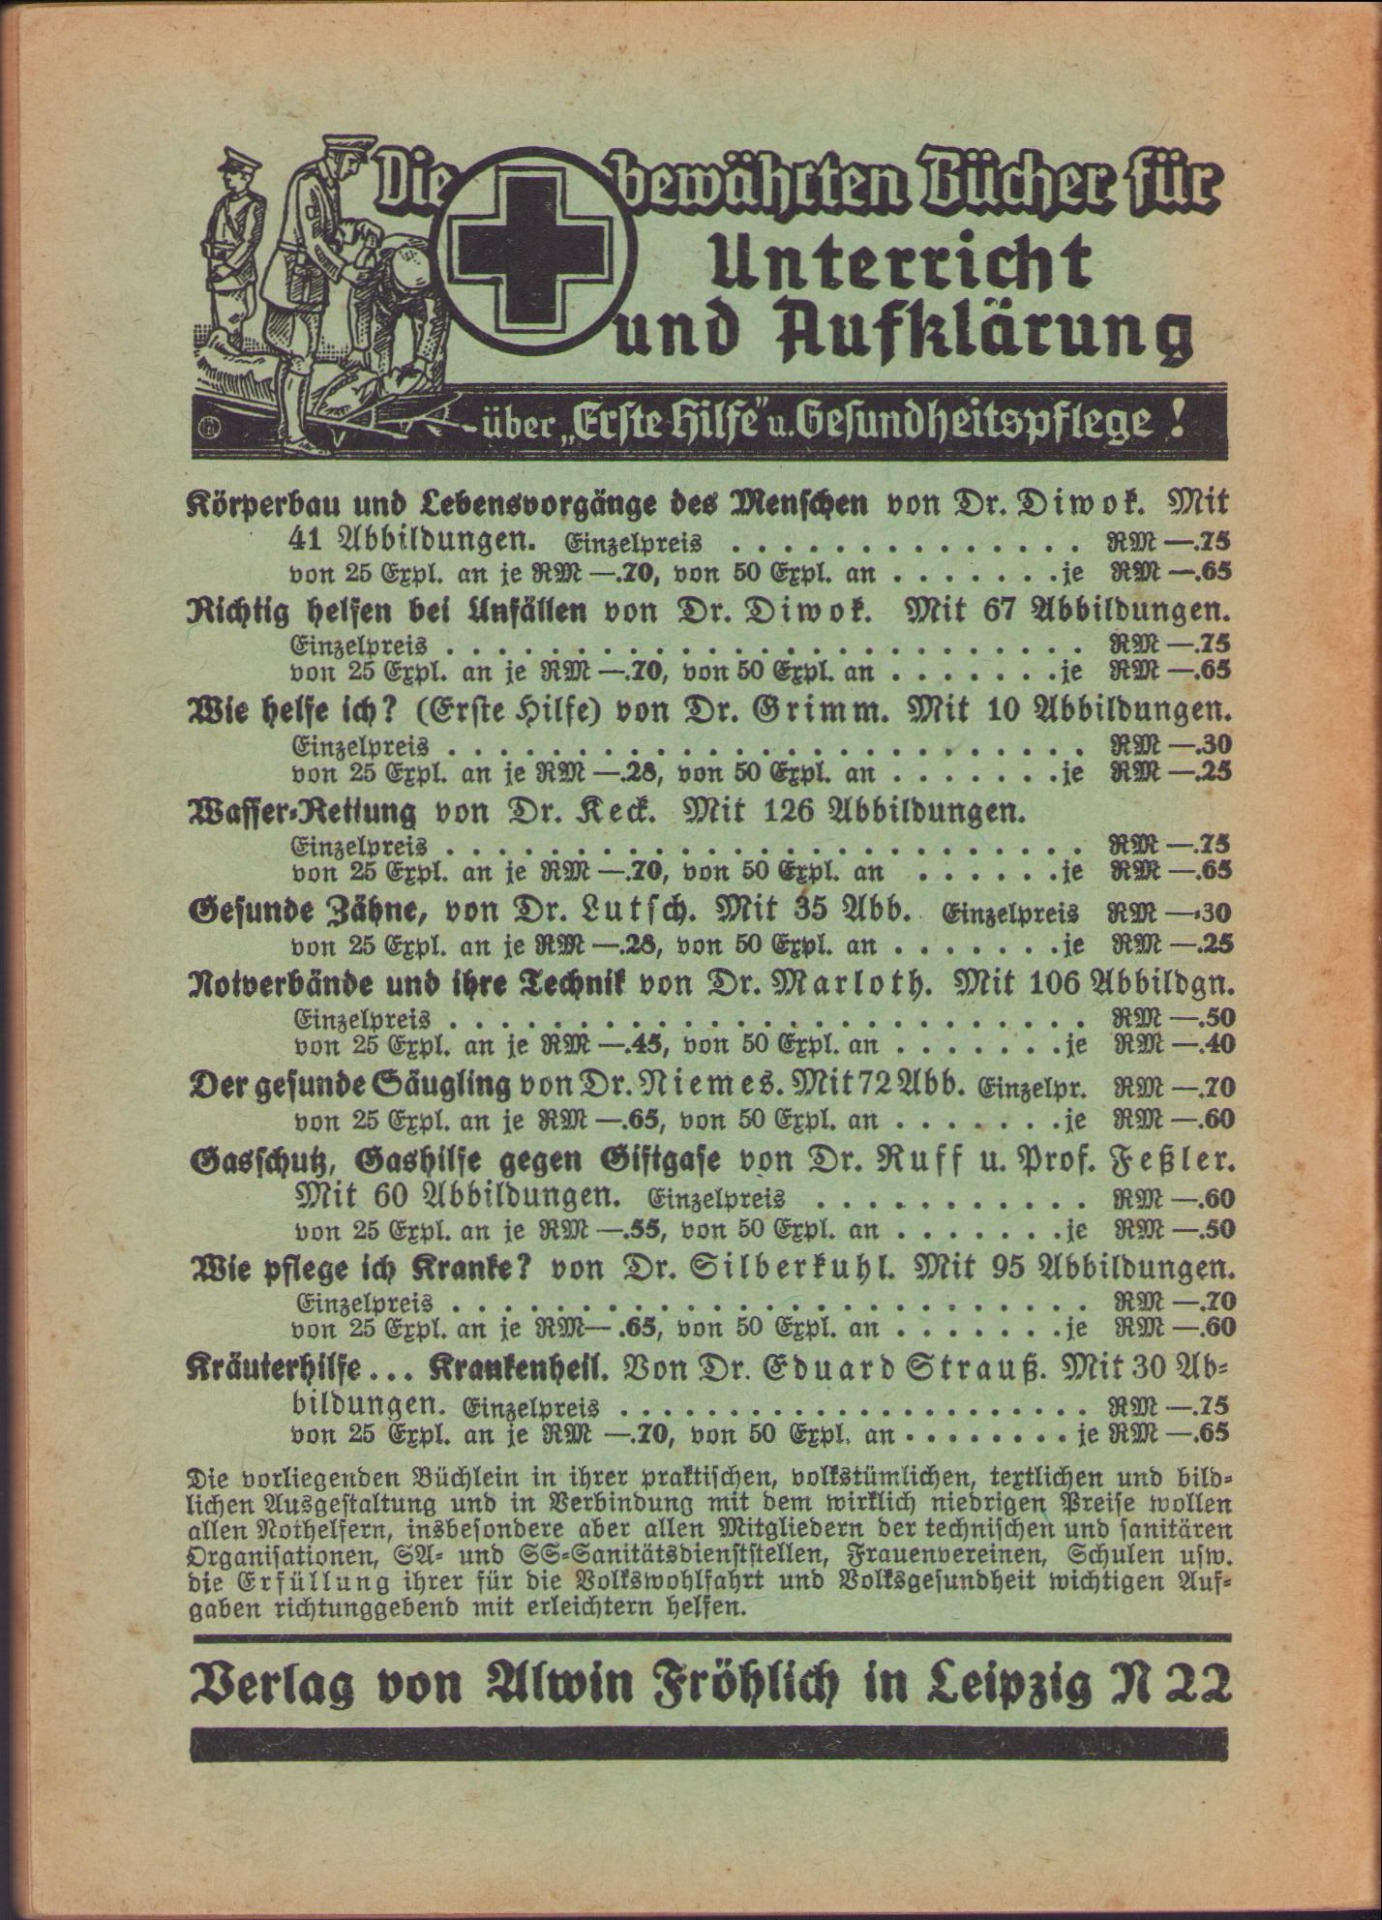 Die bewährten Bücher für
Unterricht
und Aufklärung
über „Erste Hilfe" u. Gesundheitspflege!
Körperbau und Lebensvorgänge des Menschen von Dr. Diwok. Mit
41 Abbildungen. Einzelpreis . . . . . . . . . . . . . . RM —.75
von 25 Expl. an je RM —.70, von 50 Expl. an . . . . . . . je RM —.65
Richtig helfen bei Unfällen von Dr. Diwok. Mit 67 Abbildungen.
Einzelpreis . . . . . . . . . . . . . . . . . . . . . . . . . RM —.75
von 25 Expl. an je RM —.70, von 50 Expl. an . . . . . . . je RM —.65
Wie helfe ich? (Erste Hilfe) von Dr. Grimm. Mit 10 Abbildungen.
Einzelpreis . . . . . . . . . . . . . . . . . . . . . . . . . RM —.30
von 25 Expl. an je RM —.28, von 50 Expl. an . . . . . . . je RM —.25
Wasser-Rettung von Dr. Keck. Mit 126 Abbildungen.
Einzelpreis . . . . . . . . . . . . . . . . . . . . . . . . . RM —.75
von 25 Expl. an je RM —.70, von 50 Expl. an . . . . . . je RM —.65
Gesunde Zähne, von Dr. Lutsch. Mit 35 Abb. Einzelpreis RM —.30
von 25 Expl. an je RM —.28, von 50 Expl. an . . . . . . . je RM —.25
Notverbände und ihre Technik von Dr. Marloth. Mit 106 Abbildgn.
Einzelpreis . . . . . . . . . . . . . . . . . . . . . . . . . RM —.50
von 25 Expl. an je RM —.45, von 50 Expl. an . . . . . . . je RM —.40
Der gesunde Säugling von Dr. Niemes. Mit 72 Abb. Einzelpr. RM —.70
von 25 Expl. an je RM —.65, von 50 Expl. an . . . . . . . je RM —.60
Gasschutz, Gashilfe gegen Giftgase von Dr. Ruff u. Prof. Feßler.
Mit 60 Abbildungen. Einzelpreis . . . . . . . . . . . RM —.60
von 25 Expl. an je RM —.55, von 50 Expl. an . . . . . . . je RM —.50
Wie pflege ich Kranke? von Dr. Silberkuhl. Mit 95 Abbildungen.
Einzelpreis . . . . . . . . . . . . . . . . . . . . . . . . . RM —.70
von 25 Expl. an je RM— .65, von 50 Expl. an . . . . . . . je RM —.60
Kräuterhilfe... Krankenheil. Von Dr. Eduard Strauß. Mit 30 Ab-
bildungen. Einzelpreis . . . . . . . . . . . . . . . . . . . . . . RM —.75
von 25 Expl. an je RM —.70, von 50 Expl. an . . . . . . . . je RM —.65
Die vorliegenden Büchlein in ihrer praktischen, volkstümlichen, textlichen und bild-
lichen Ausgestaltung und in Verbindung mit dem wirklich niedrigen Preise wollen
allen Nothelfern, insbesondere aber allen Mitgliedern der technischen und sanitären
Organisationen, SA- und SS-Sanitätsdienststellen, Frauenvereinen, Schulen usw.
die Erfüllung ihrer für die Volkswohlfahrt und Volksgesundheit wichtigen Auf-
gaben richtunggebend mit erleichtern helfen.
Verlag von Alwin Fröhlich in Leipzig N 22